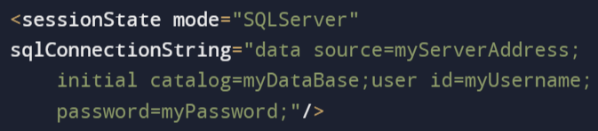 <sessionState mode="SQLServer"
sqlConnectionString="data source=myServerAddress;
initial catalog=myDataBase;user id=myUsername;
password=myPassword;"/>